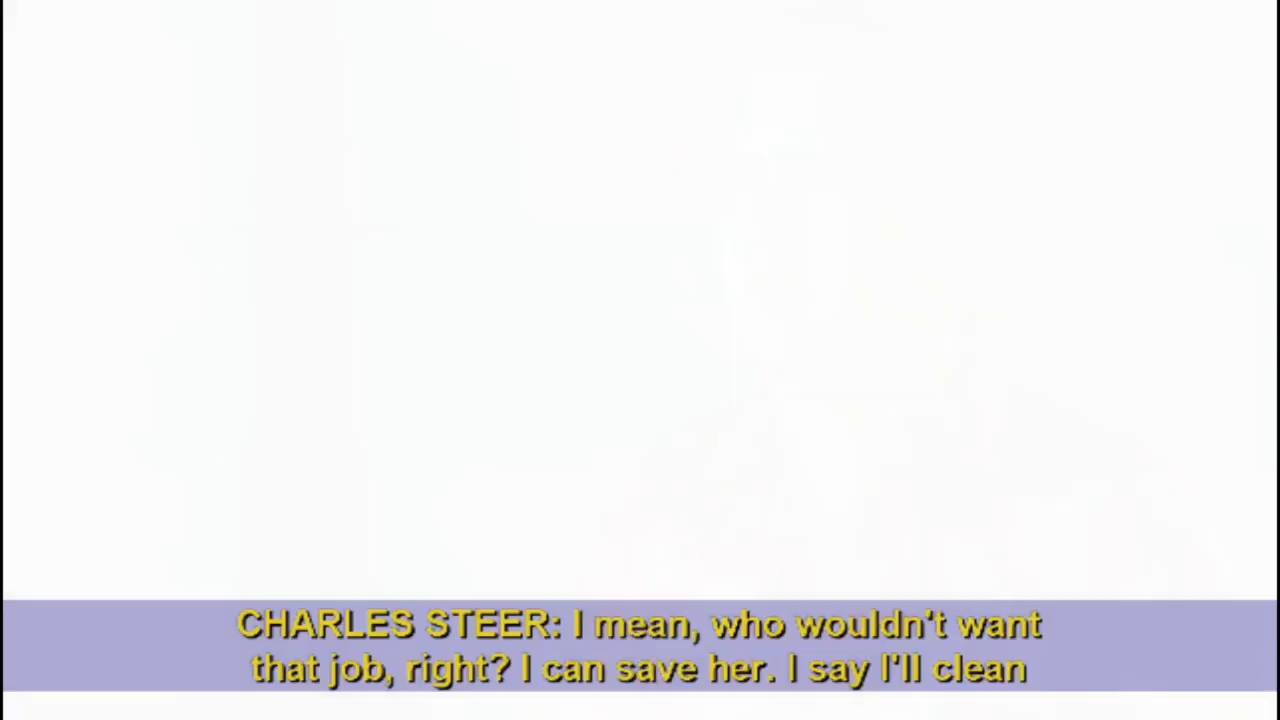 CHARLES STEER: I mean, who wouldn't want
that job, right? I can save her. I say I'll clean